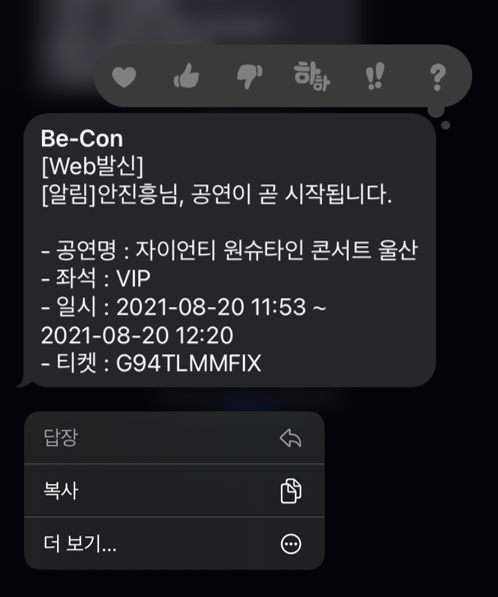 하하
Be-Con
[Web발신]
[알림]안진흥님, 공연이 곧 시작됩니다.
- 공연명 : 자이언티 원슈타인 콘서트 울산
- 좌석 : VIP
- 일시 : 2021-08-20 11:53 ~
2021-08-20 12:20
- 티켓 : G94TLMMFIX
답장
복사
더 보기...